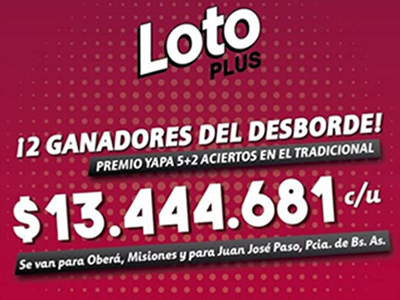 Loto
PLUS
¡2 GANADORES DEL DESBORDE!
PREMIO YAPA 5+2 ACIERTOS EN EL TRADICIONAL
$13.444.681 c/u
Se van para Oberá, Misiones y para Juan José Paso, Pcia. de Bs. As.